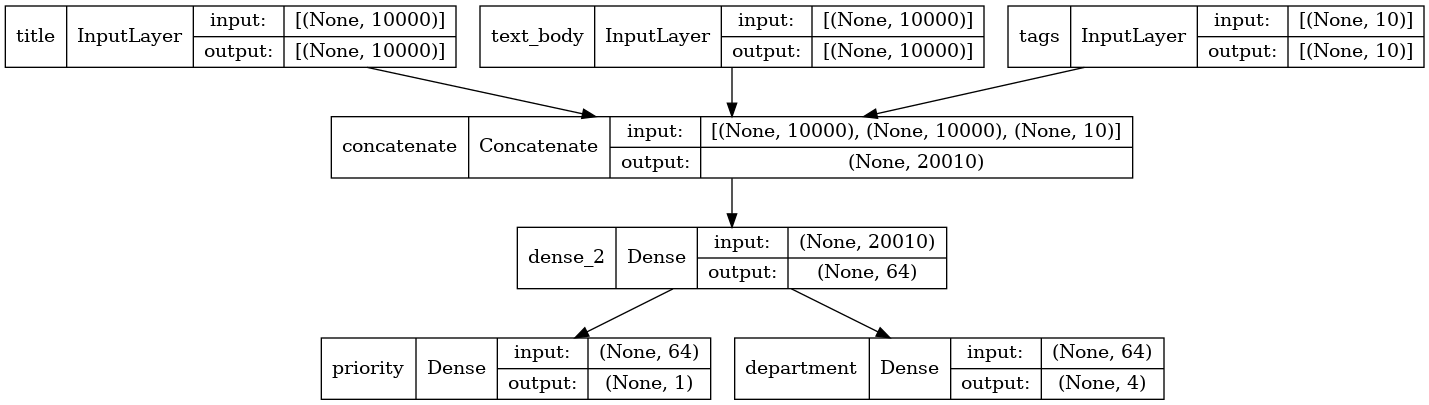 title InputLayer input: [(None, 10000)]
output: [(None, 10000)]
text_body InputLayer input: [(None, 10000)]
output: [(None, 10000)]
tags InputLayer input: [(None, 10)]
output: [(None, 10)]
concatenate Concatenate input: [(None, 10000), (None, 10000), (None, 10)]
output: (None, 20010)
dense_2 Dense input: (None, 20010)
output: (None, 64)
priority Dense input: (None, 64)
output: (None, 1)
department Dense input: (None, 64)
output: (None, 4)